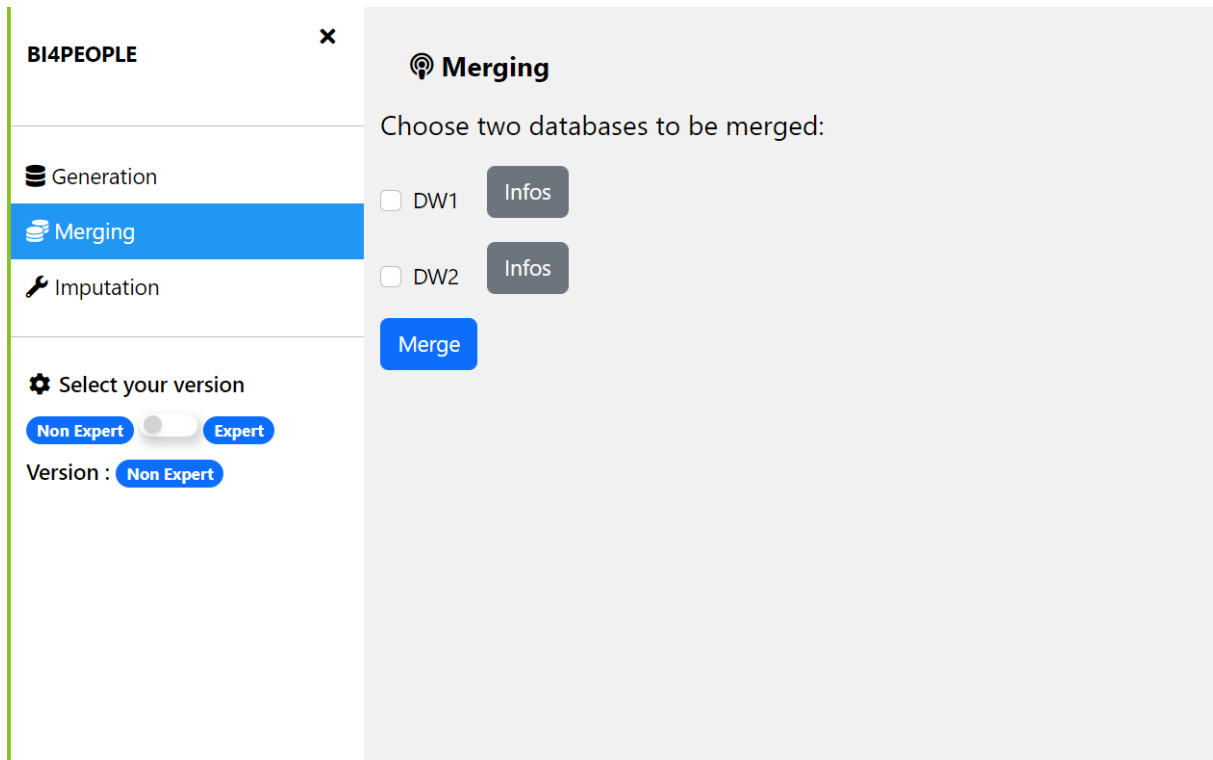 BI4PEOPLE
Generation
Merging
Imputation
Select your version
Non Expert Expert
Version : Non Expert
Merging
Choose two databases to be merged:
DW1 Infos
DW2 Infos
Merge